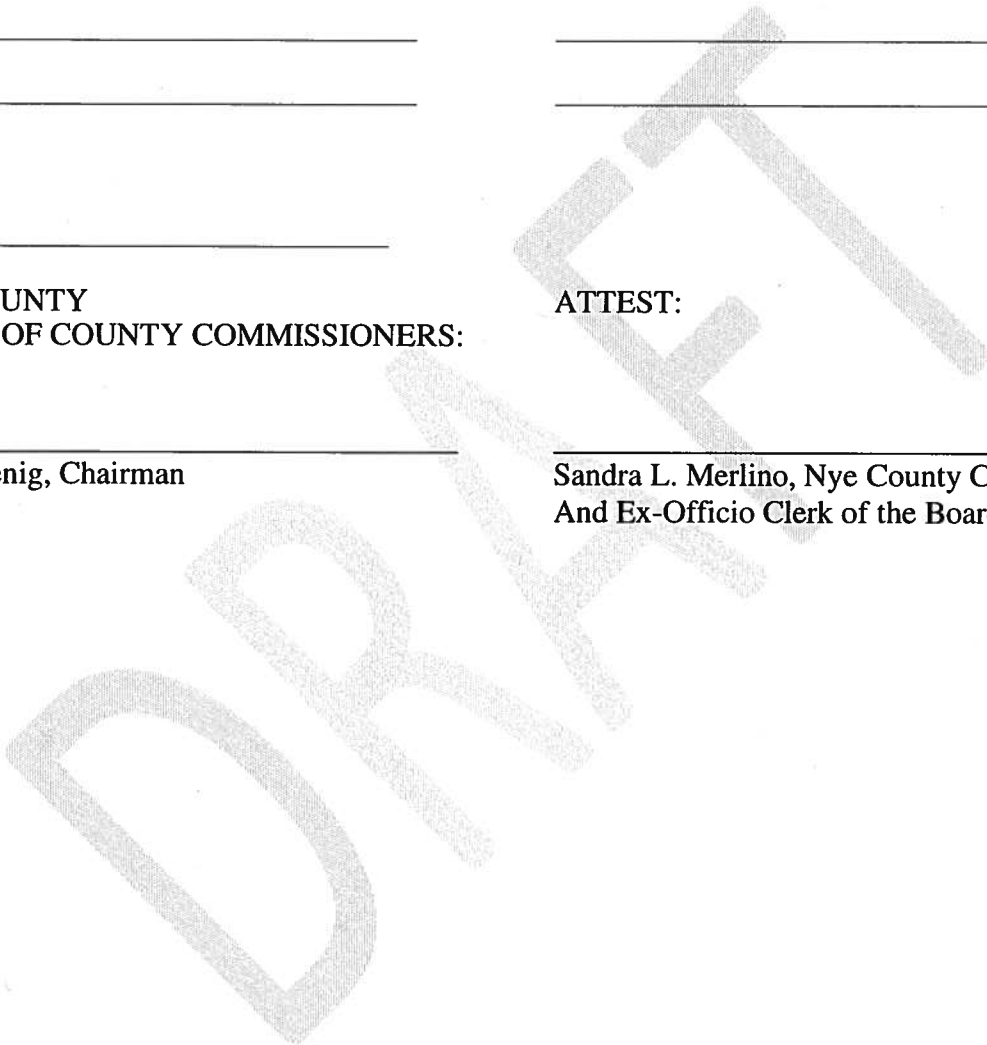 UNTY
OF COUNTY COMMISSIONERS:
enig, Chairman
ATTEST:
Sandra L. Merlino, Nye County C
And Ex-Officio Clerk of the Boar
DRAFT